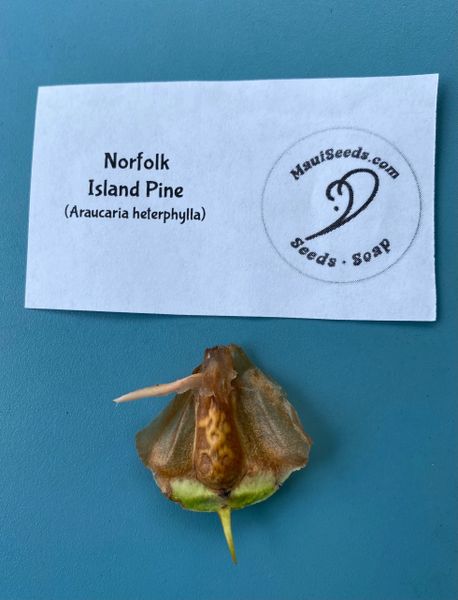 Norfolk
Island Pine
(Araucaria heterphylla)
MauiSeeds.com
Seeds · Soap